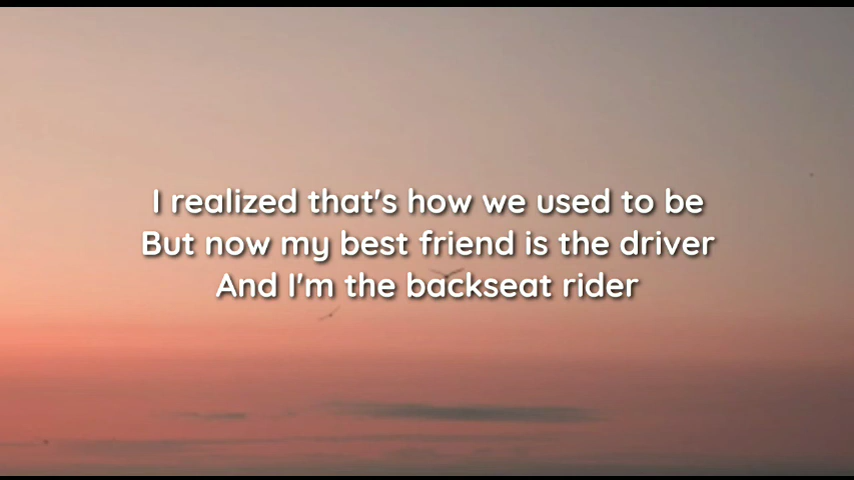 I realized that's how we used to be
But now my best friend is the driver
And I'm the backseat rider